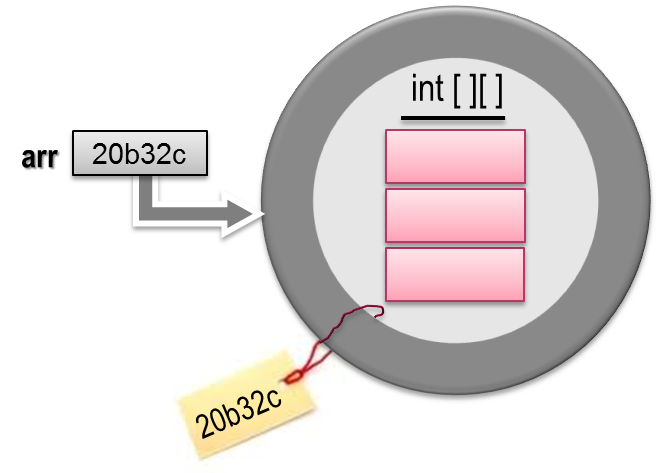 int [ ][ ]
arr 20b32c
20b32c